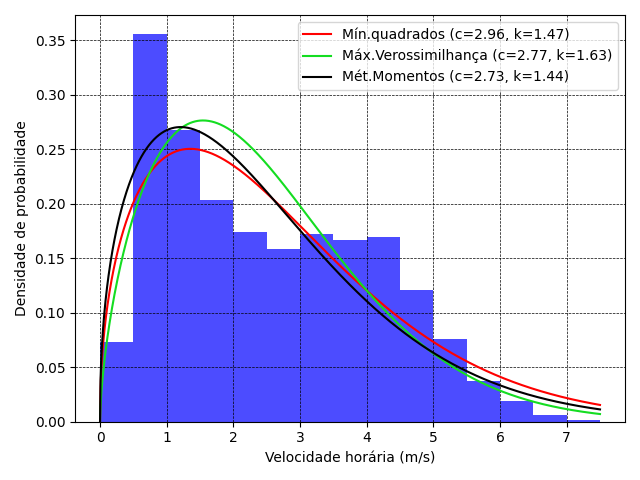 Mín.quadrados (c=2.96, k=1.47)
Máx.Verossimilhança (c=2.77, k=1.63)
Mét.Momentos (c=2.73, k=1.44)
Densidade de probabilidade
0.35
0.30
0.25
0.20
0.15
0.10
0.05
0.00
0 1 2 3 4 5 6 7
Velocidade horária (m/s)